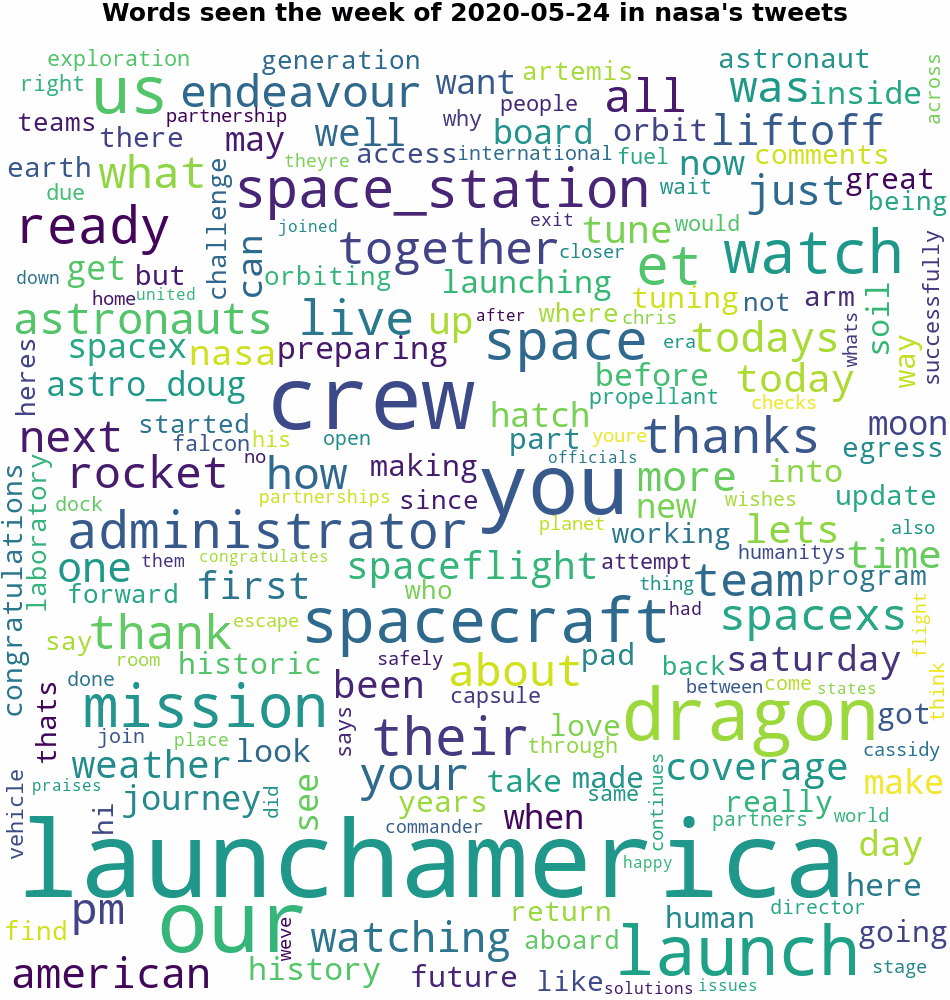 Words seen the week of 2020-05-24 in nasa's tweets
exploration
generation
astronaut
right
us
endeavour
want
artemis
all
was
inside
across
teams
partnership
there
may
well
why
people
board
orbit
liftoff
earth
what
theyre
access
international
fuel
now
comments
due
challenge
space_station
wait
just
great
being
ready
joined
exit
tune
would
can
together
closer
et
watch
successfully
down
get
but
orbiting
launching
tuning
not
arm
soil
home
united
astronauts
live
up
after
where
chris
era
todays
whats
way
heres
spacex
nasa
preparing
space
astro_doug
before
today
propellant
checks
crew
started
hatch
part
youre
thanks
moon
next
falcon
his
open
officials
egress
no
rocket
how
making
you
more
into
congratulations
laboratory
dock
partnerships
since
new
wishes
update
administrator
planet
working
lets
also
one
them
congratulates
spaceflight
attempt
humanitys
time
forward
first
who
thing
team
program
escape
spacecraft
had
spacexs
flight
say
thank
room
historic
safely
about
pad
back
saturday
done
been
capsule
between
come
states
think
thats
mission
says
their
love
dragon
got
join
place
look
through
cassidy
weather
your
take
made
continues
coverage
make
vehicle
praises
journey
did
see
years
same
really
hi
commander
when
partners
world
launchamerica
happy
day
here
pm
our
weve
return
human
director
find
watching
aboard
launch
going
american
history
future
like
solutions
issues
stage